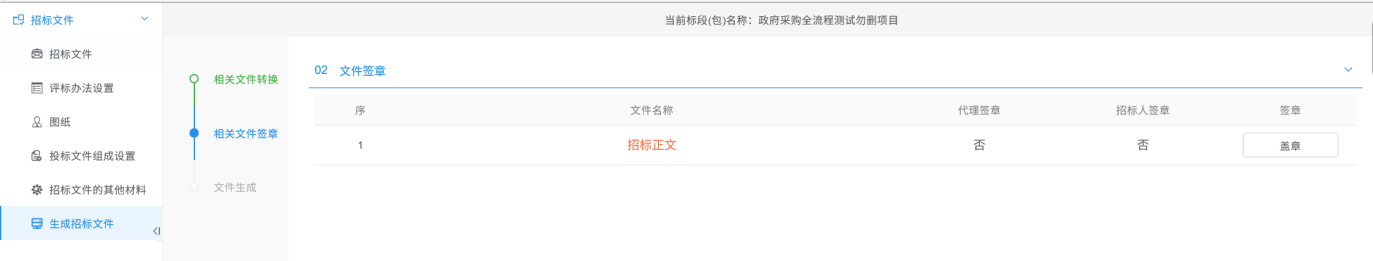 招标文件
当前标段(包)名称：政府采购全流程测试勿删项目
招标文件
评标办法设置
图纸
投标文件组成设置
招标文件的其他材料
生成招标文件
相关文件转换
相关文件签章
文件生成
02 文件签章
序 文件名称 代理签章 招标人签章 签章
1 招标正文 否 否 盖章